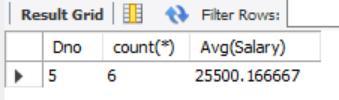 Result Grid Filter Rows:
Dno count(*) Avg(Salary)
5 6 25500.166667